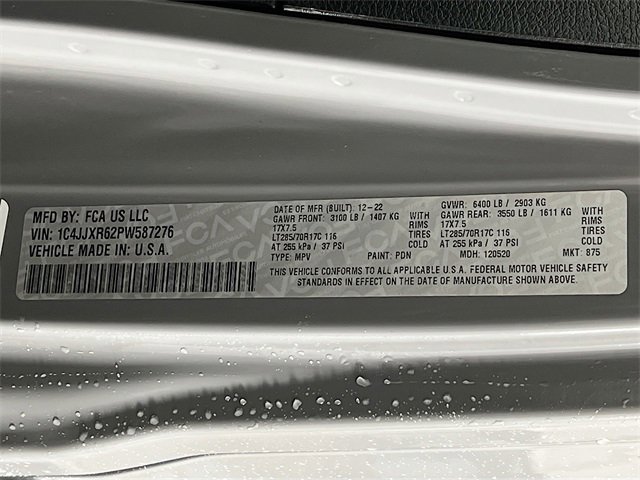 MFD BY: FCA US LLC
VIN: 1C4JJXR62PW587276
VEHICLE MADE IN U.S.A.
DATE OF MFR (BUILT): 12-22
GAWR FRONT: 3100 LB / 1407 KG WITH
17X7.5 RIMS
LT285/70R17C 116 TIRES
AT 255 kPa / 37 PSI COLD
TYPE: MPV PAINT: PDN
GVWR: 6400 LB / 2903 KG
GAWR REAR: 3550 LB / 1611 KG WITH
17X7.5 RIMS
LT285/70R17C 116 TIRES
AT 255 kPa / 37 PSI COLD
MDH: 120520 MKT: 875
THIS VEHICLE CONFORMS TO ALL APPLICABLE U.S.A. FEDERAL MOTOR VEHICLE SAFETY
STANDARDS IN EFFECT ON THE DATE OF MANUFACTURE SHOWN ABOVE.